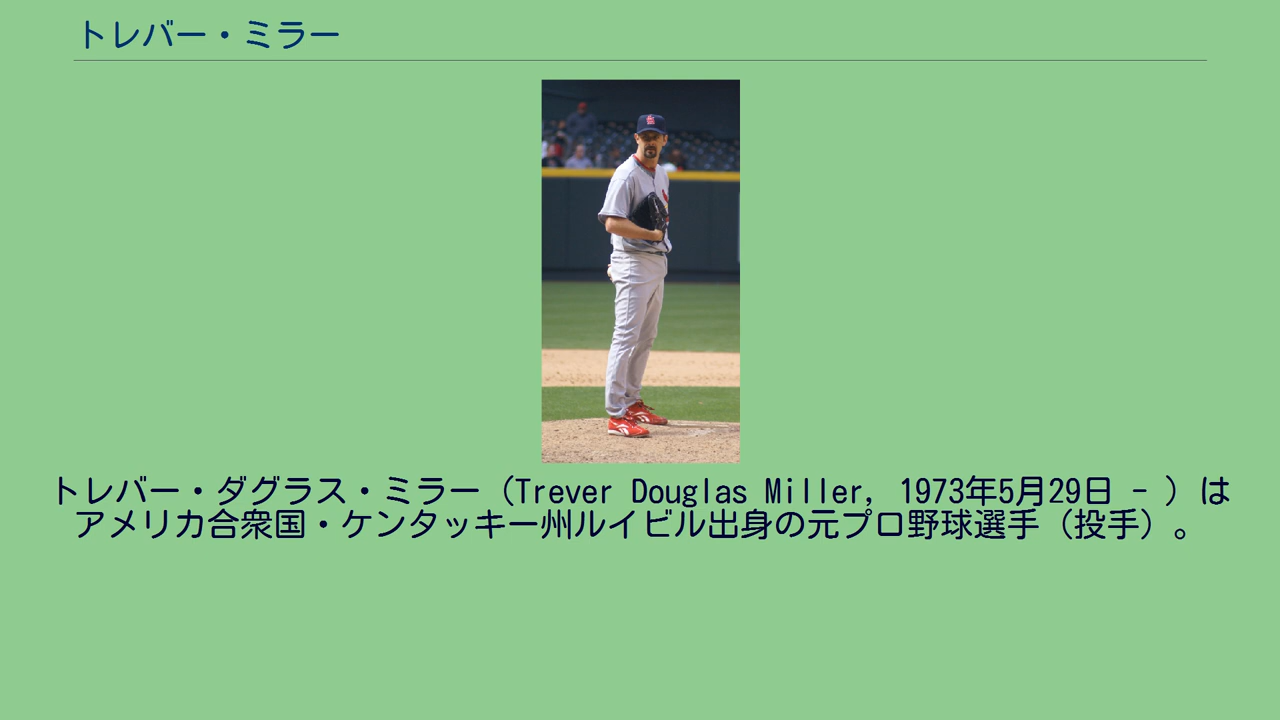 トレバー・ミラー
トレバー・ダグラス・ミラー（Trever Douglas Miller, 1973年5月29日 - ）は
アメリカ合衆国・ケンタッキー州ルイビル出身の元プロ野球選手（投手）。